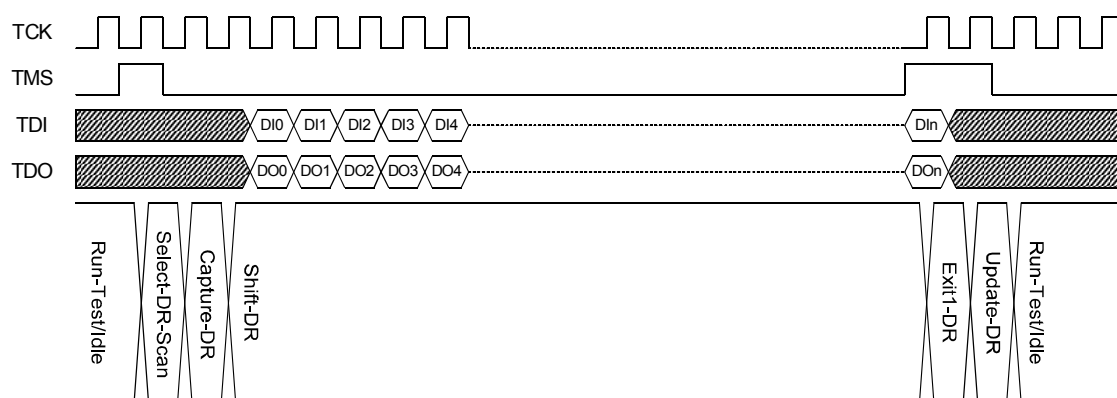 TCK
TMS
TDI
DI0 DI1 DI2 DI3 DI4 DIn
TDO
DO0 DO1 DO2 DO3 DO4 DOn
Run-Test/Idle
Select-DR-Scan
Capture-DR
Shift-DR
Exit1-DR
Update-DR
Run-Test/Idle